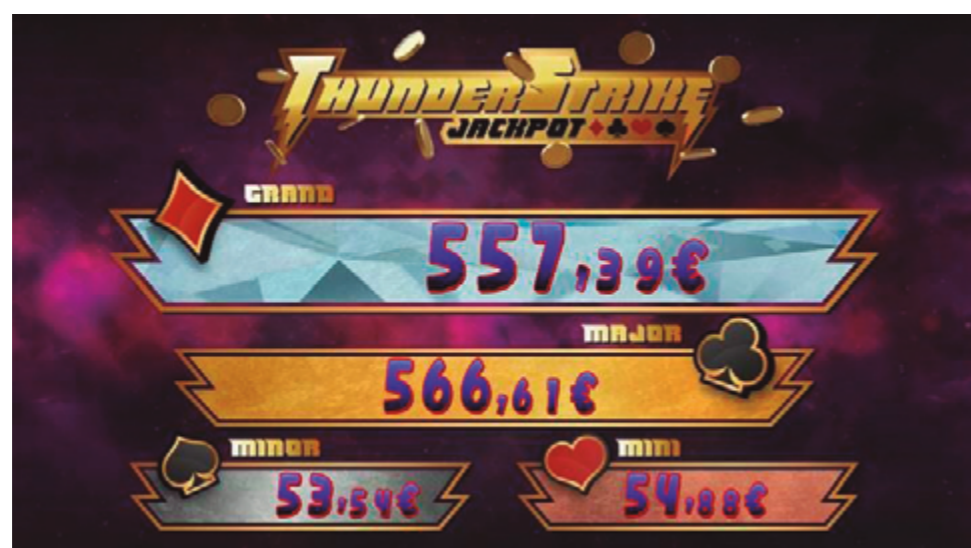 THUNDERSTRIKE
JACKPOT
GRAND
557,39€
MAJOR
566,61€
MINOR
53,54€
MINI
54,88€